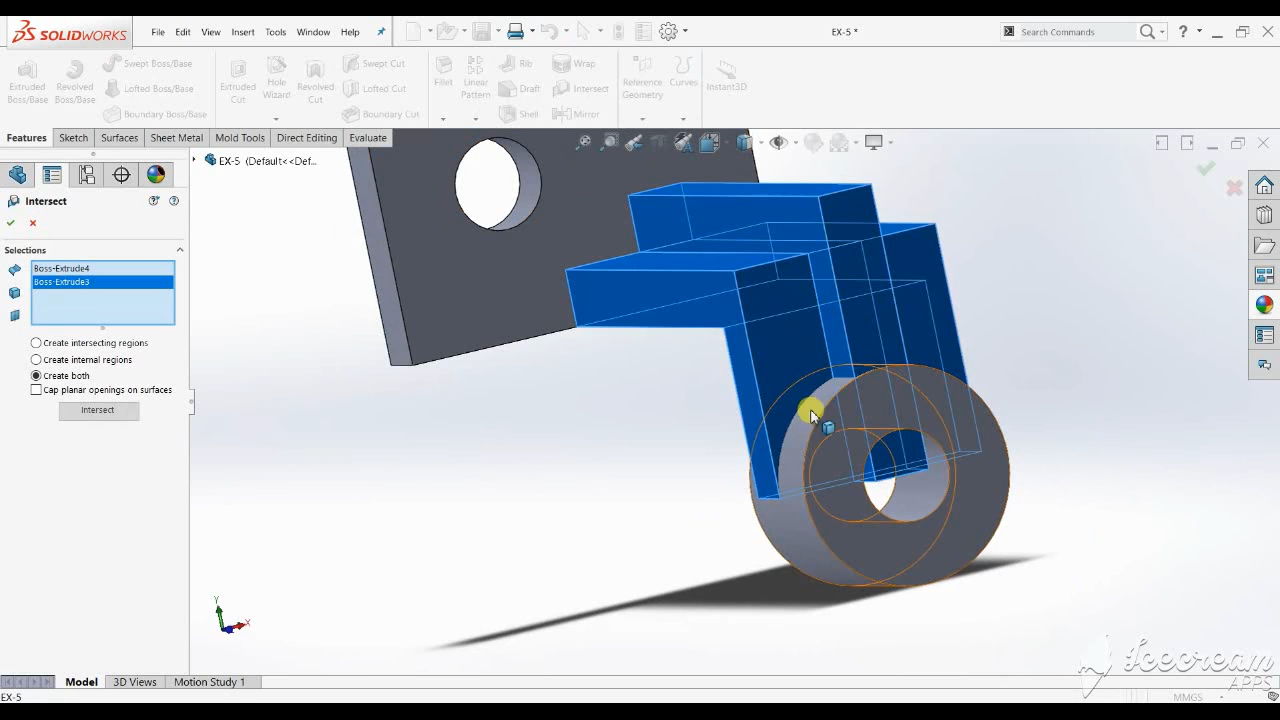 SOLIDWORKS File Edit View Insert Tools Window Help EX-5 * Search Commands
Extruded Boss/Base
Revolved Boss/Base
Swept Boss/Base
Lofted Boss/Base
Boundary Boss/Base
Extruded Cut
Hole Wizard
Revolved Cut
Swept Cut
Lofted Cut
Boundary Cut
Fillet
Linear Pattern
Rib
Draft
Shell
Wrap
Intersect
Mirror
Reference Geometry
Curves
Instant3D
Features Sketch Surfaces Sheet Metal Mold Tools Direct Editing Evaluate
EX-5 (Default<<Def...
Intersect
Selections
Boss-Extrude4
Boss-Extrude3
Create intersecting regions
Create internal regions
Create both
Cap planar openings on surfaces
Intersect
Y
X
Icecream
APPS
Model 3D Views Motion Study 1
EX-5 MMGS